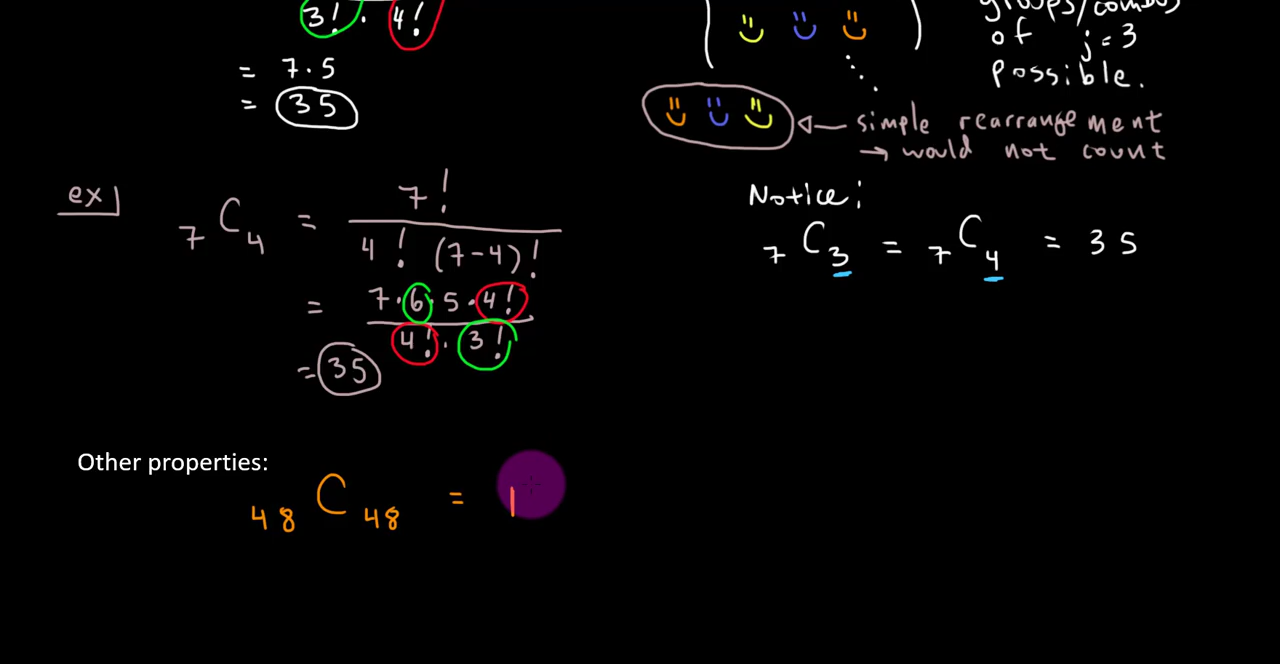 3! · 4!
= 7·5
= 35
of j=3
possible.
simple rearrangement
→ would not count
ex]
7C4 = 7!
4! (7-4)!
= 7·6·5·4!
4!·3!
= 35
Notice:
7C3 = 7C4 = 35
Other properties:
48C48 = 1